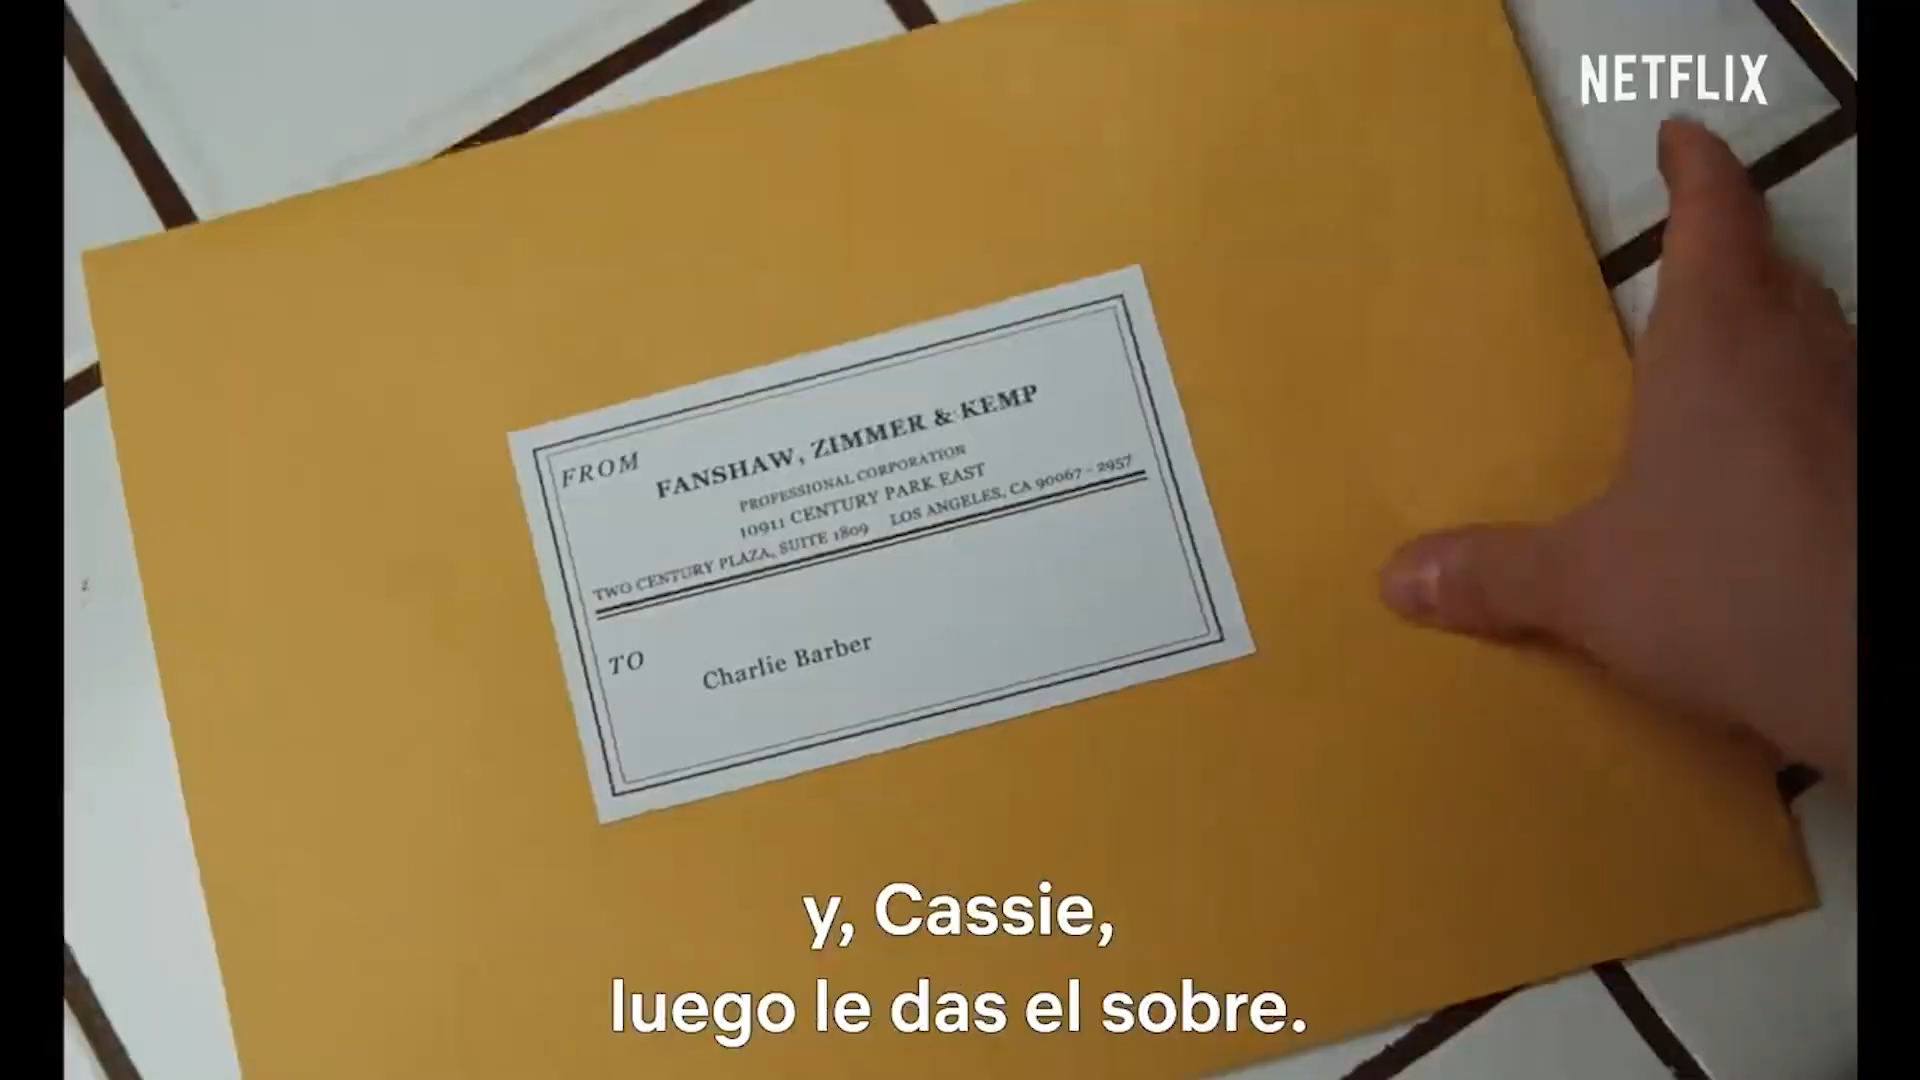 NETFLIX
FROM
FANSHAW, ZIMMER & KEMP
PROFESSIONAL CORPORATION
10911 CENTURY PARK EAST
TWO CENTURY PLAZA, SUITE 1809 LOS ANGELES, CA 90067 - 2957
TO
Charlie Barber
y, Cassie,
luego le das el sobre.